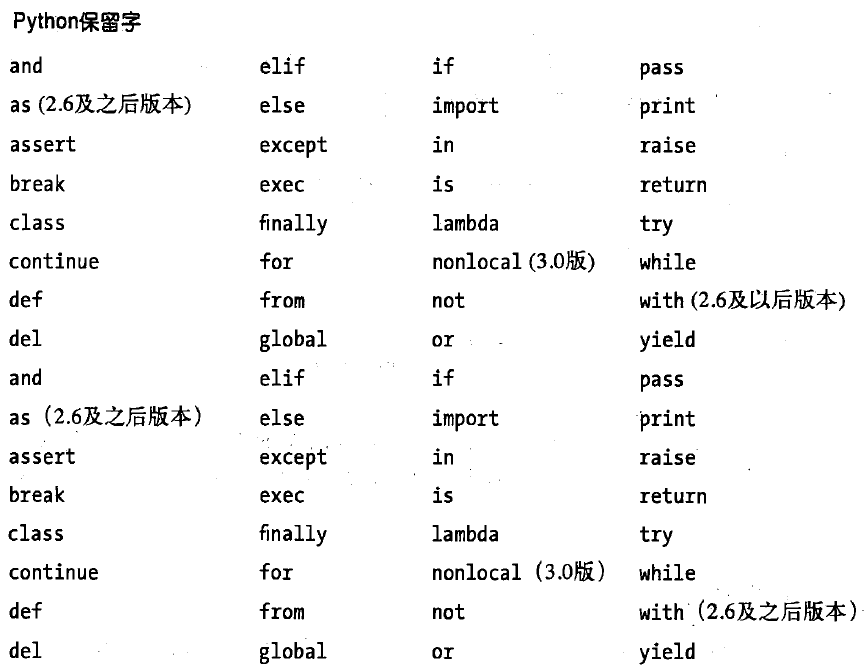 Python保留字
and elif if pass
as (2.6及之后版本) else import print
assert except in raise
break exec is return
class finally lambda try
continue for nonlocal (3.0版) while
def from not with (2.6及以后版本)
del global or yield
and elif if pass
as（2.6及之后版本） else import print
assert except in raise
break exec is return
class finally lambda try
continue for nonlocal（3.0版） while
def from not with（2.6及之后版本）
del global or yield